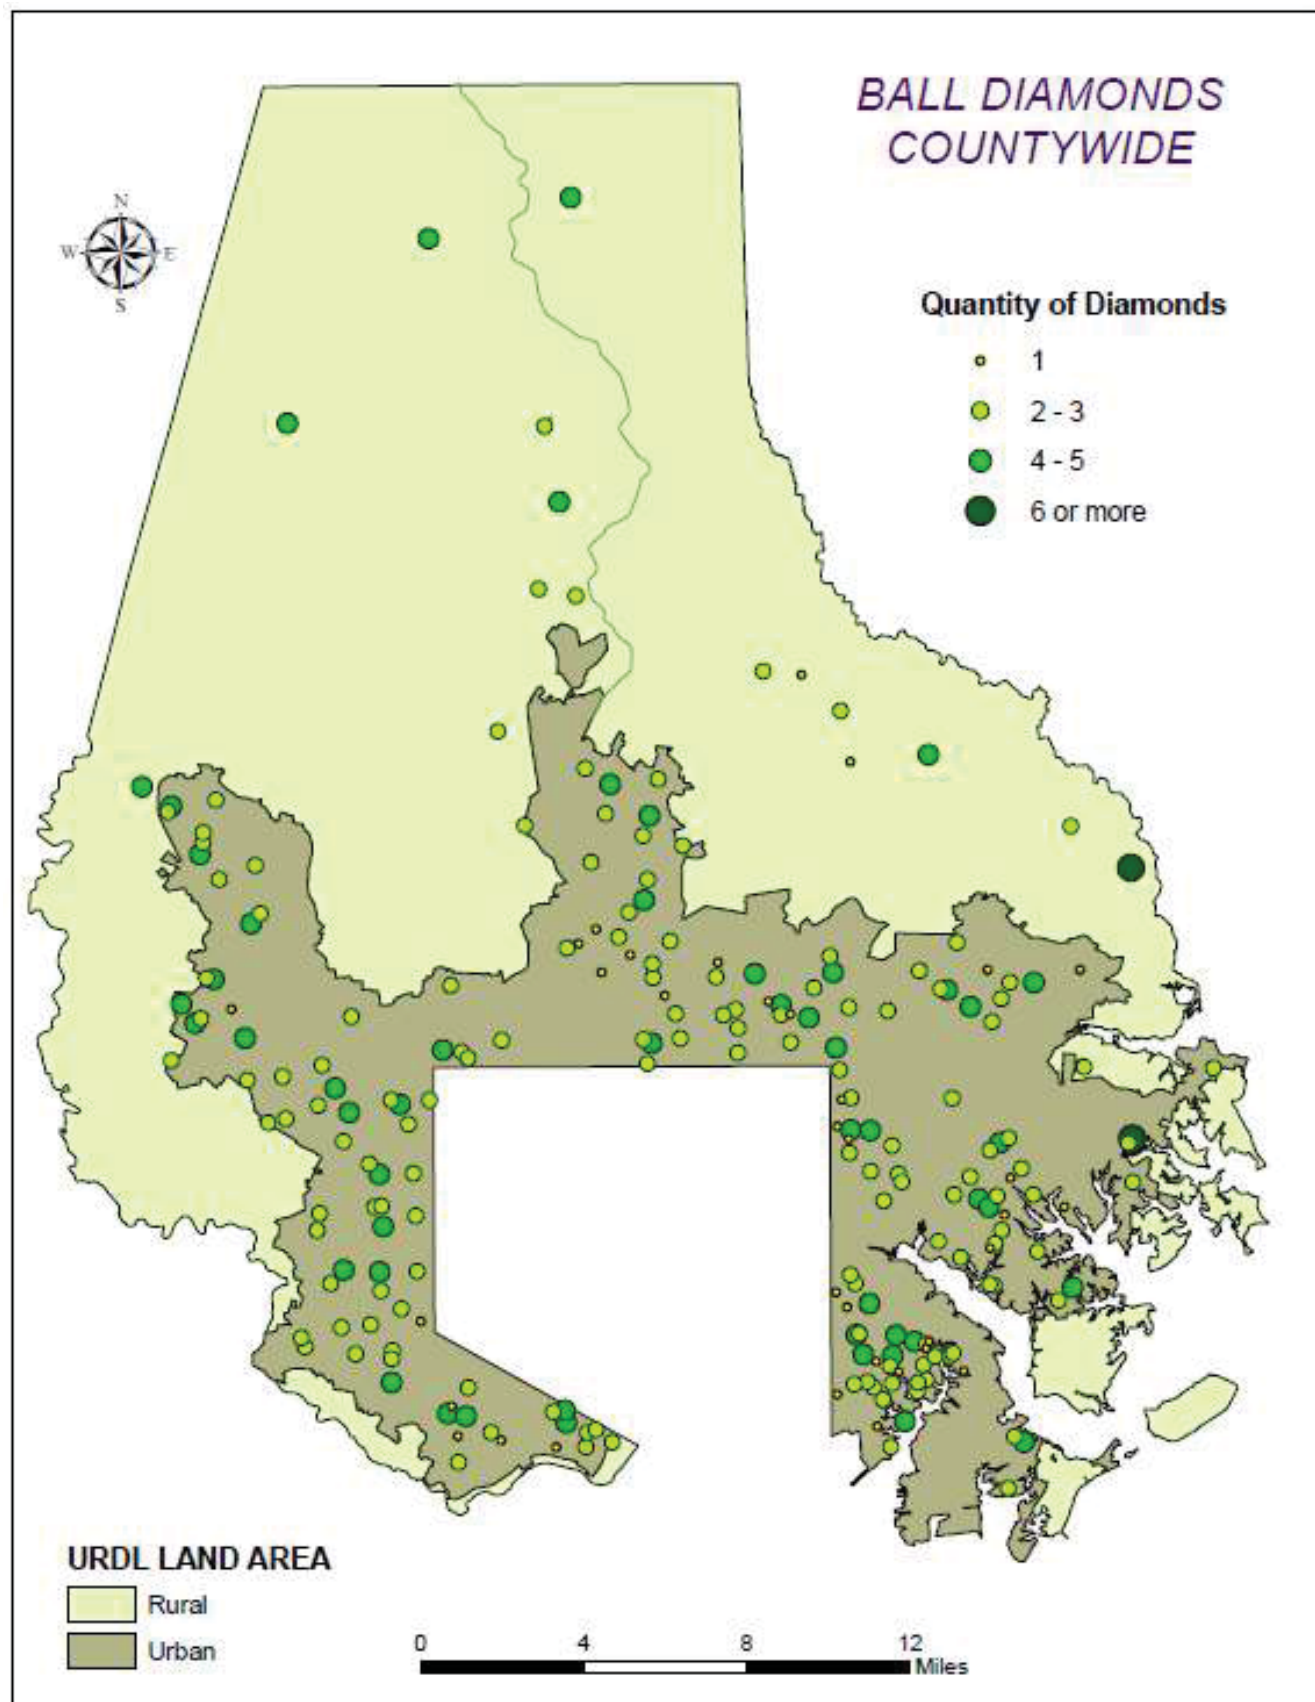 BALL DIAMONDS
COUNTYWIDE
N
W
E
S
Quantity of Diamonds
1
2 - 3
4 - 5
6 or more
URDL LAND AREA
Rural
Urban
0 4 8 12
Miles